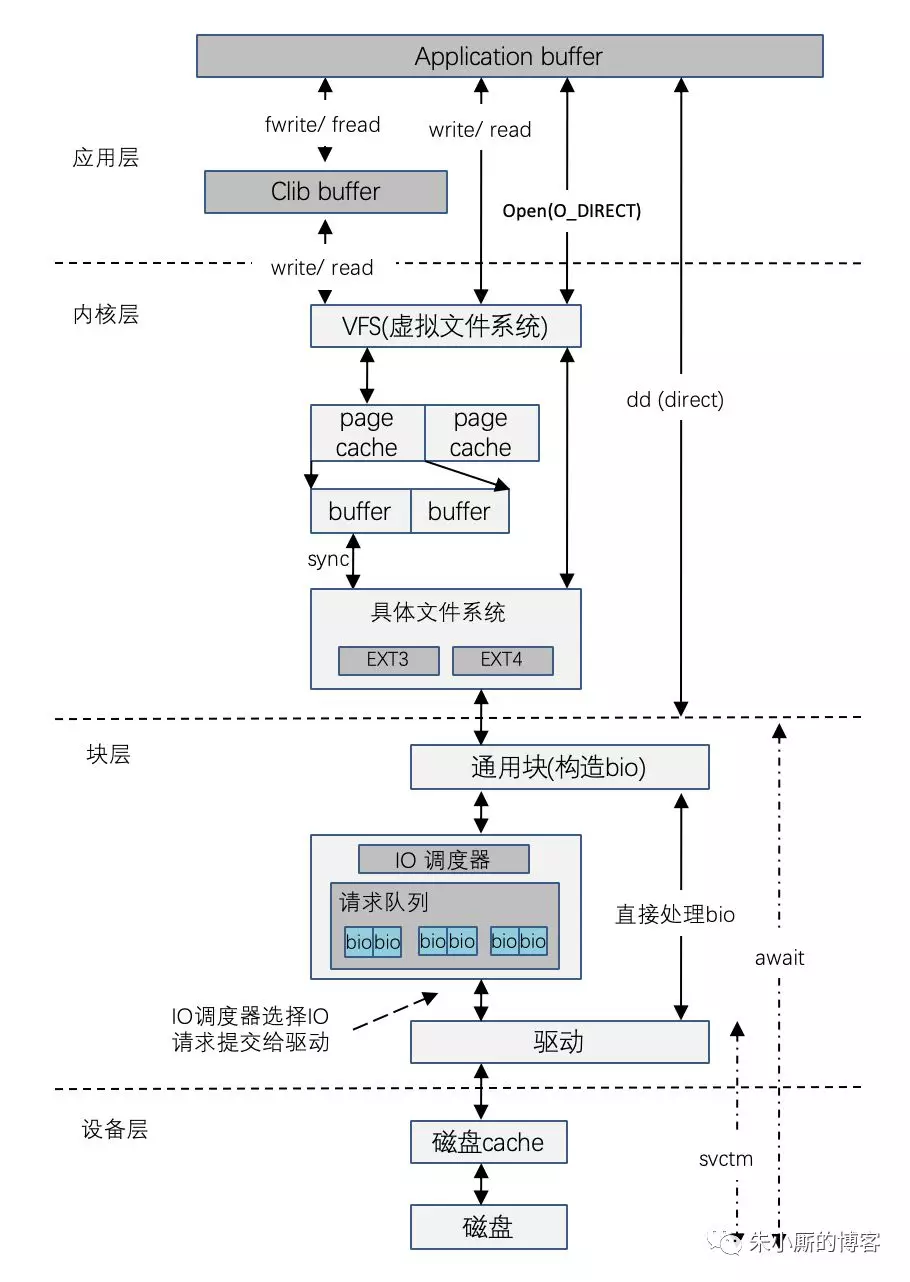 Application buffer
fwrite/ fread
write/ read
应用层
Clib buffer
Open(O_DIRECT)
write/ read
内核层
VFS(虚拟文件系统)
dd (direct)
page
cache
page
cache
buffer
buffer
sync
具体文件系统
EXT3
EXT4
块层
通用块(构造bio)
IO 调度器
请求队列
bio
bio
bio
bio
bio
bio
直接处理bio
await
IO调度器选择IO
请求提交给驱动
驱动
设备层
磁盘cache
svctm
磁盘
朱小厮的博客